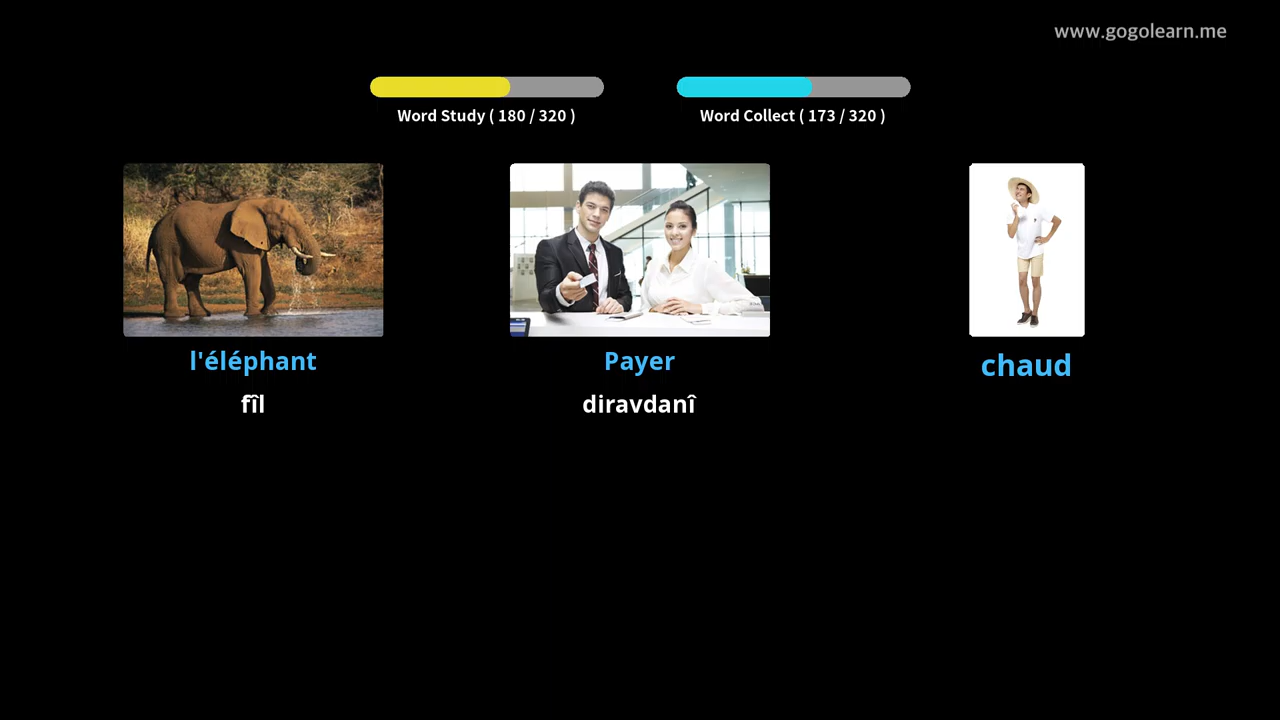 www.gogolearn.me
Word Study ( 180 / 320 )
Word Collect ( 173 / 320 )
l'éléphant
Payer
chaud
fîl
diravdanî